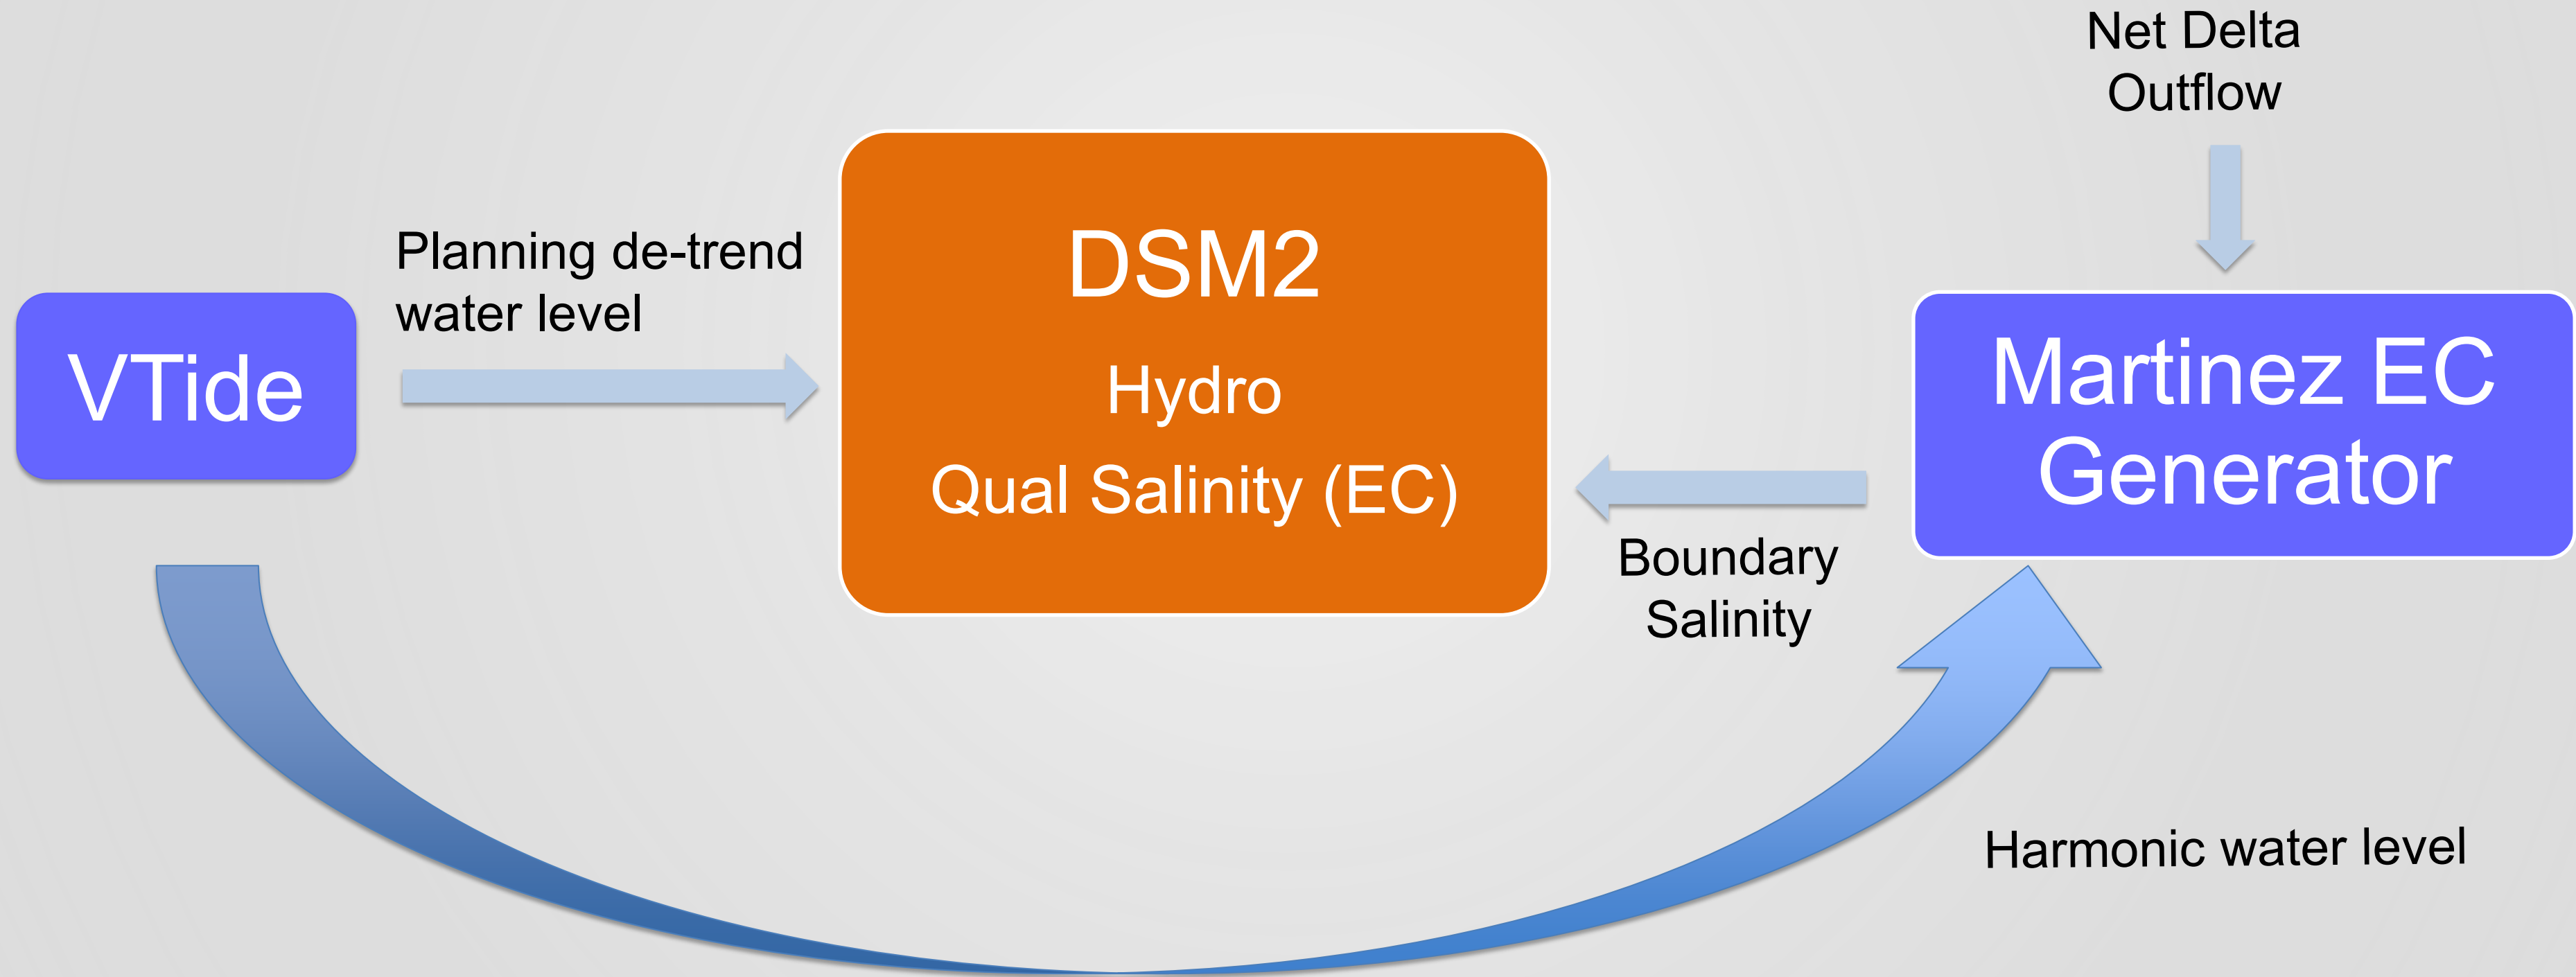 Net Delta
Outflow
Planning de-trend
water level
VTide
DSM2
Hydro
Qual Salinity (EC)
Martinez EC
Generator
Boundary
Salinity
Harmonic water level